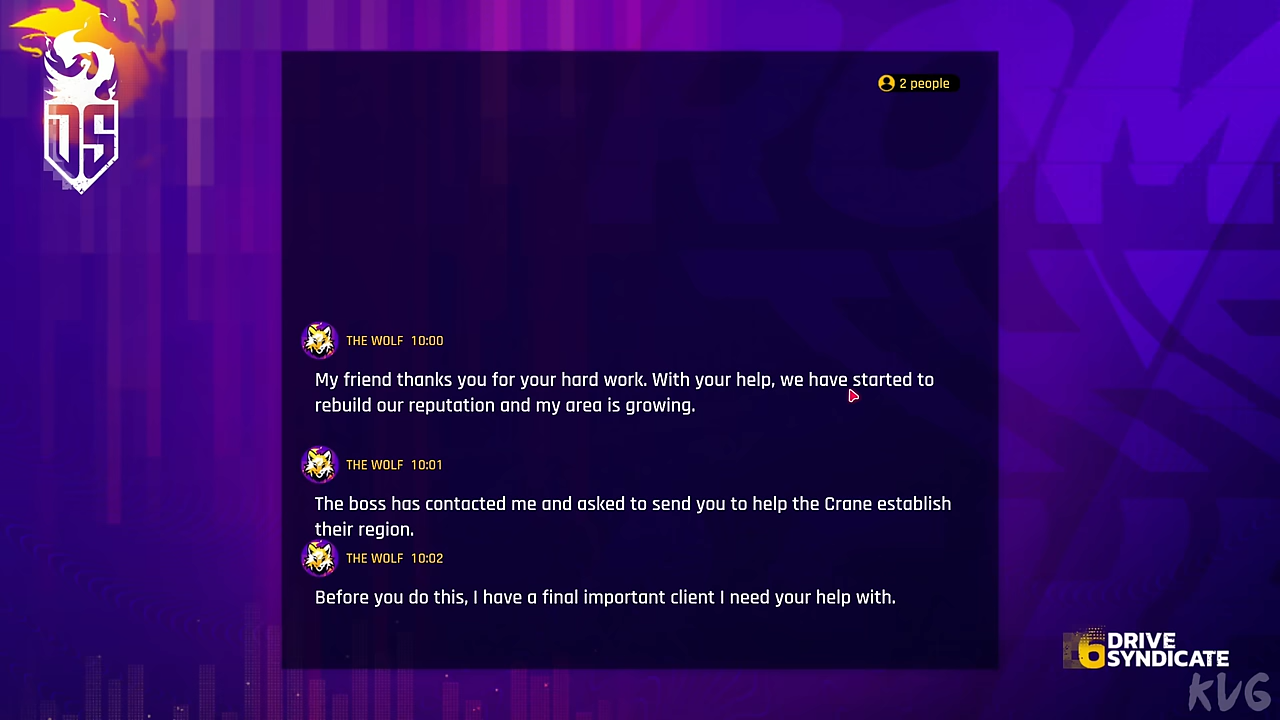 DS
2 people
THE WOLF 10:00
My friend thanks you for your hard work. With your help, we have started to
rebuild our reputation and my area is growing.
THE WOLF 10:01
The boss has contacted me and asked to send you to help the Crane establish
their region.
THE WOLF 10:02
Before you do this, I have a final important client I need your help with.
6 DRIVE
SYNDICATE
KVG